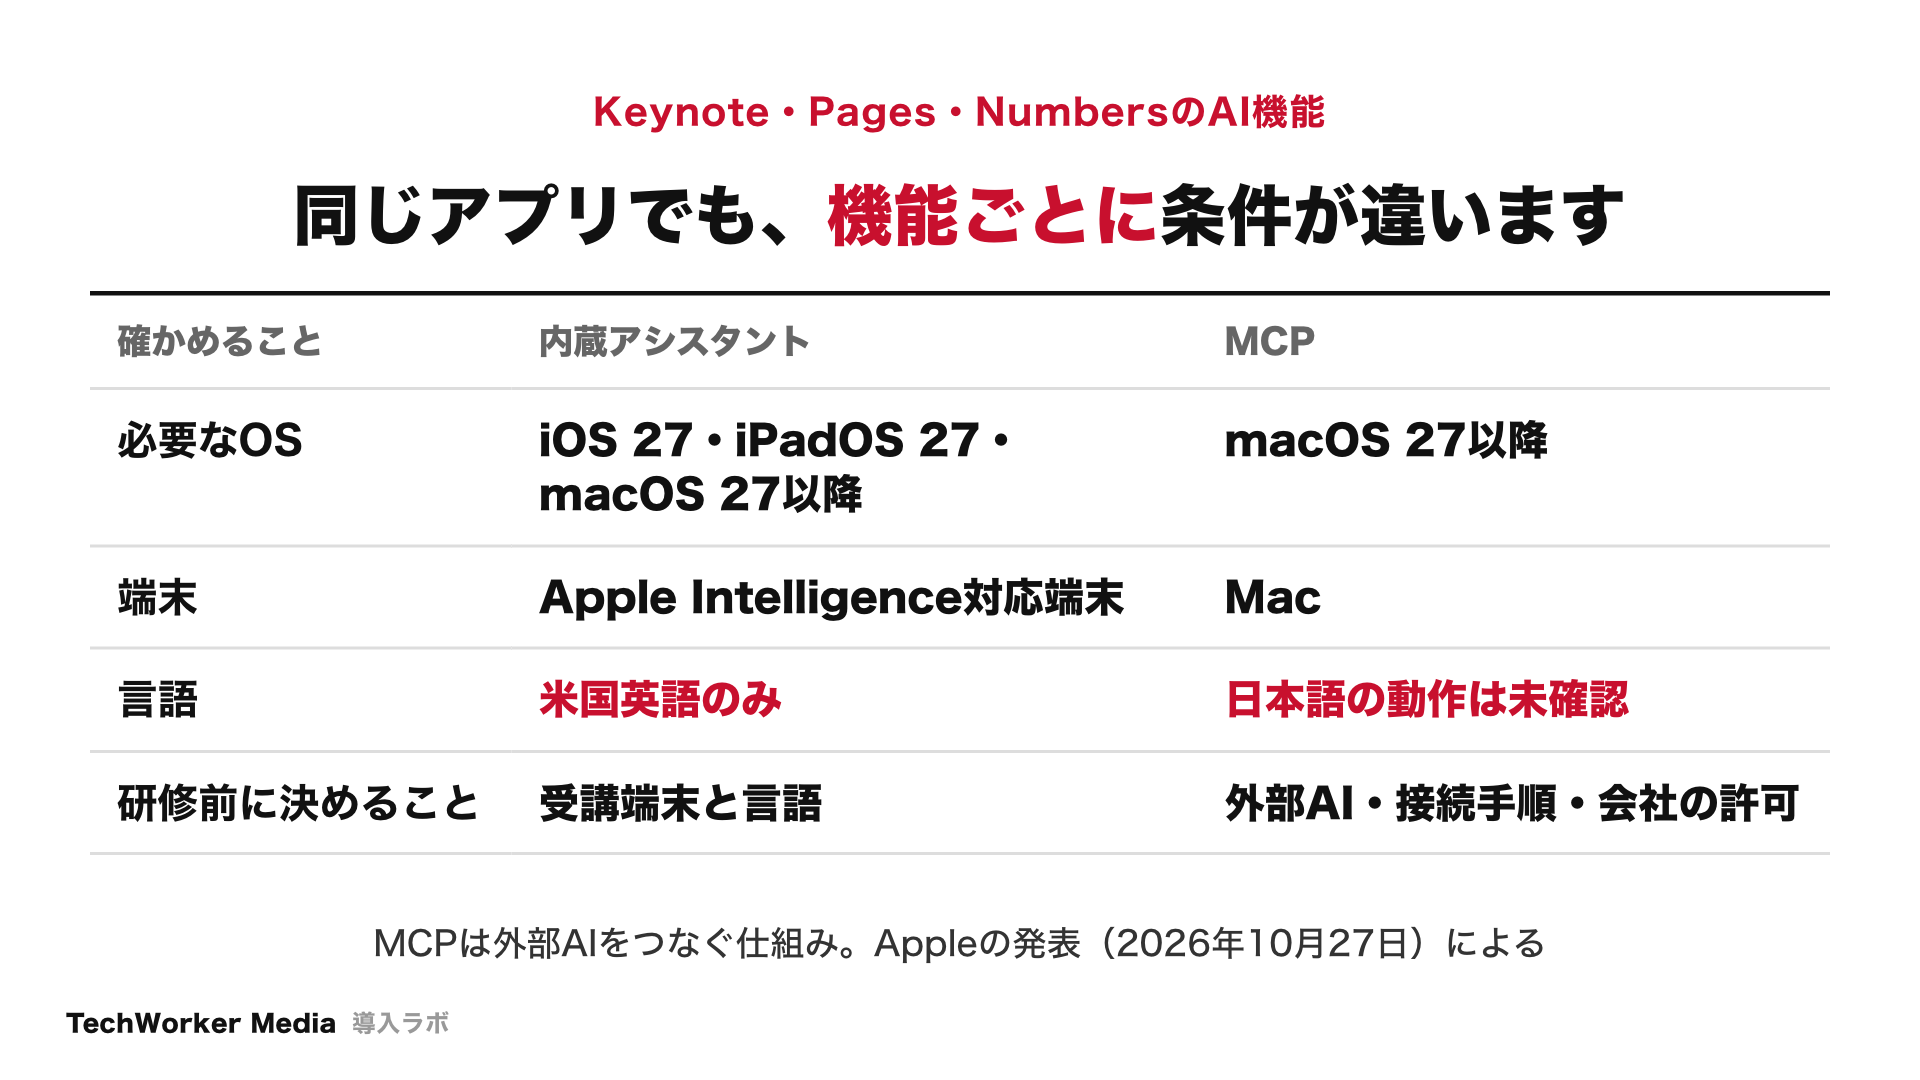 Keynote・Pages・NumbersのAI機能
同じアプリでも、機能ごとに条件が違います
確かめること 内蔵アシスタント MCP
必要なOS iOS 27・iPadOS 27・ macOS 27以降
macOS 27以降
端末 Apple Intelligence対応端末 Mac
言語 米国英語のみ 日本語の動作は未確認
研修前に決めること 受講端末と言語 外部AI・接続手順・会社の許可
MCPは外部AIをつなぐ仕組み。Appleの発表（2026年10月27日）による
TechWorker Media 導入ラボ